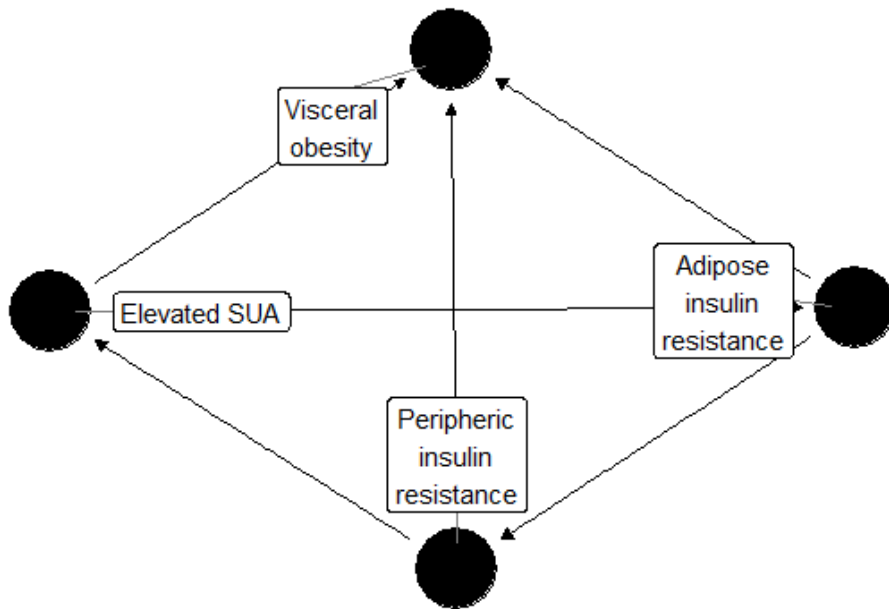 Visceral
obesity
Elevated SUA
Adipose
insulin
resistance
Peripheric
insulin
resistance